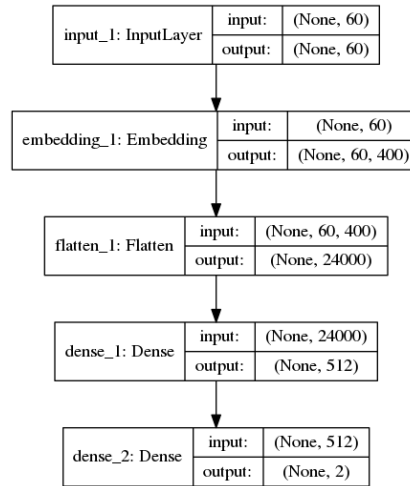 input_1: InputLayer
input: (None, 60)
output: (None, 60)
embedding_1: Embedding
input: (None, 60)
output: (None, 60, 400)
flatten_1: Flatten
input: (None, 60, 400)
output: (None, 24000)
dense_1: Dense
input: (None, 24000)
output: (None, 512)
dense_2: Dense
input: (None, 512)
output: (None, 2)